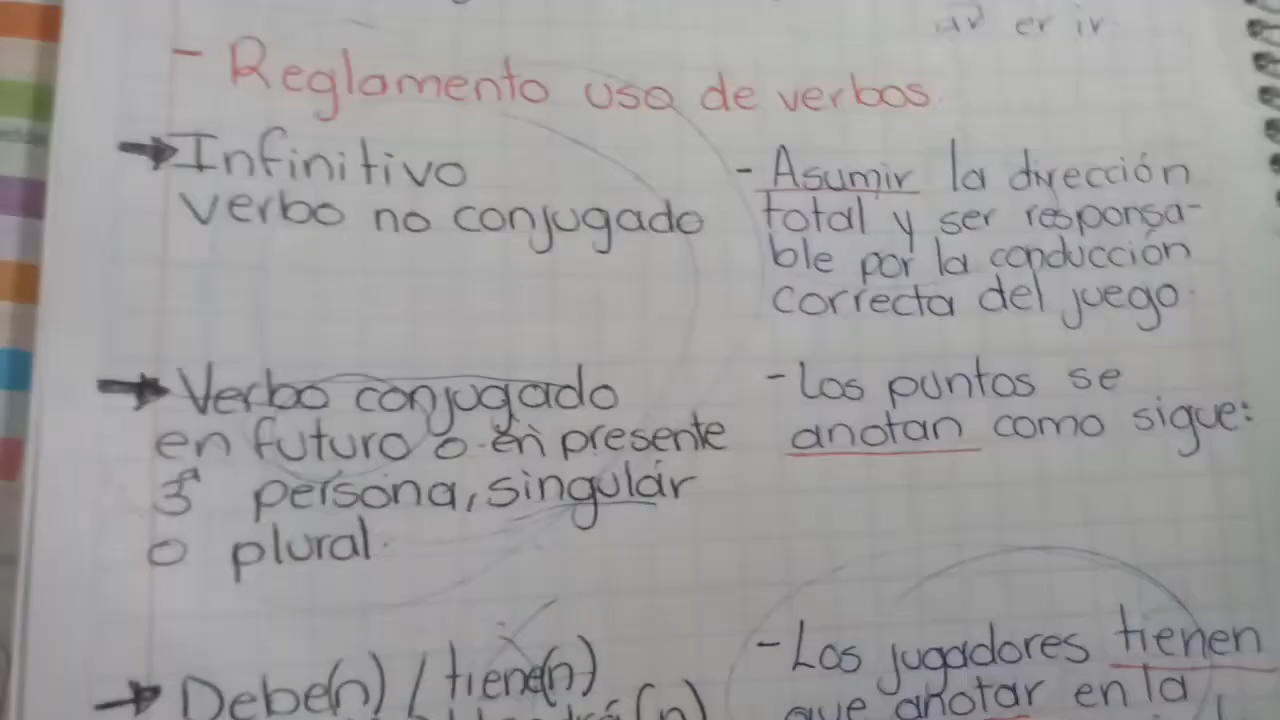 ar er ir
- Reglamento uso de verbos.
→ Infinitivo
verbo no conjugado
- Asumir la dirección
total y ser responsa-
ble por la conducción
correcta del juego.
→ Verbo conjugado
en futuro o en presente
3ª persona, singular
o plural.
- Los puntos se
anotan como sigue:
→ Debe(n) / tiene(n)
- Los jugadores tienen
que anotar en la